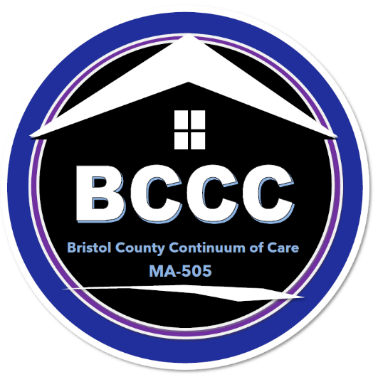 BCCC
Bristol County Continuum of Care
MA-505